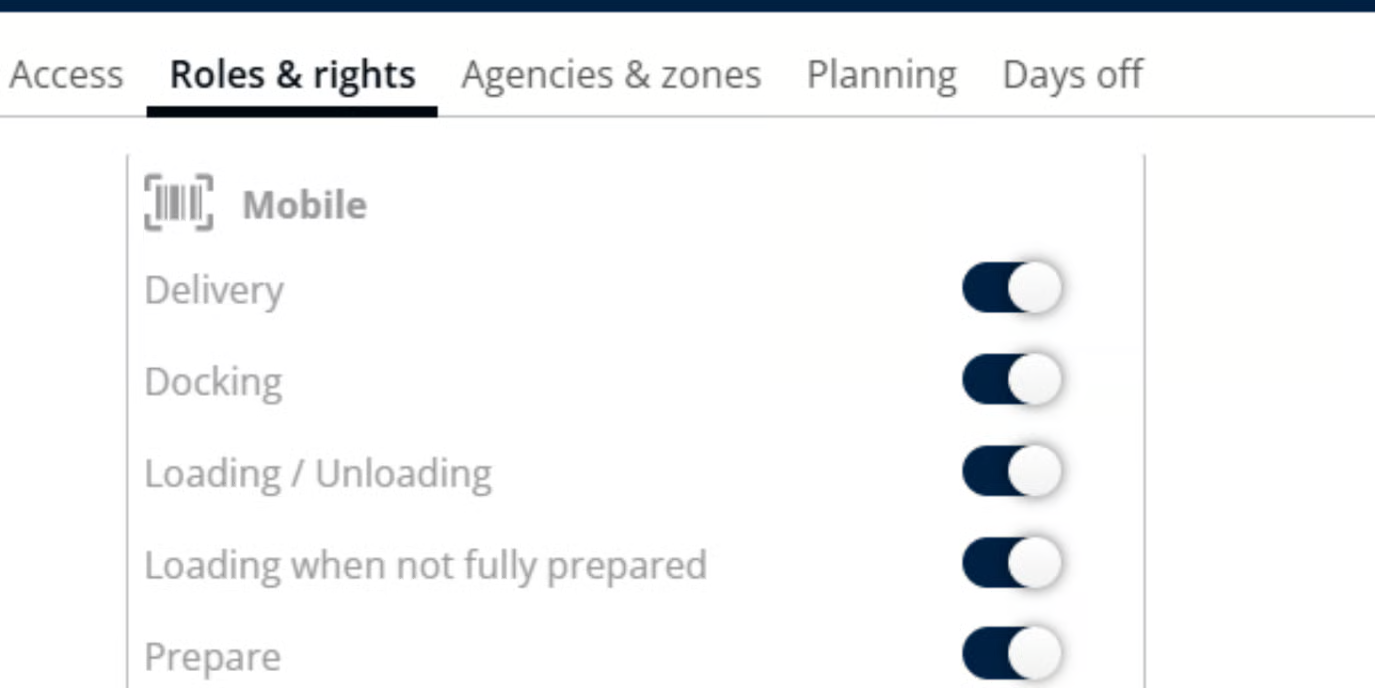 Access Roles & rights Agencies & zones Planning Days off
Mobile
Delivery
Docking
Loading / Unloading
Loading when not fully prepared
Prepare